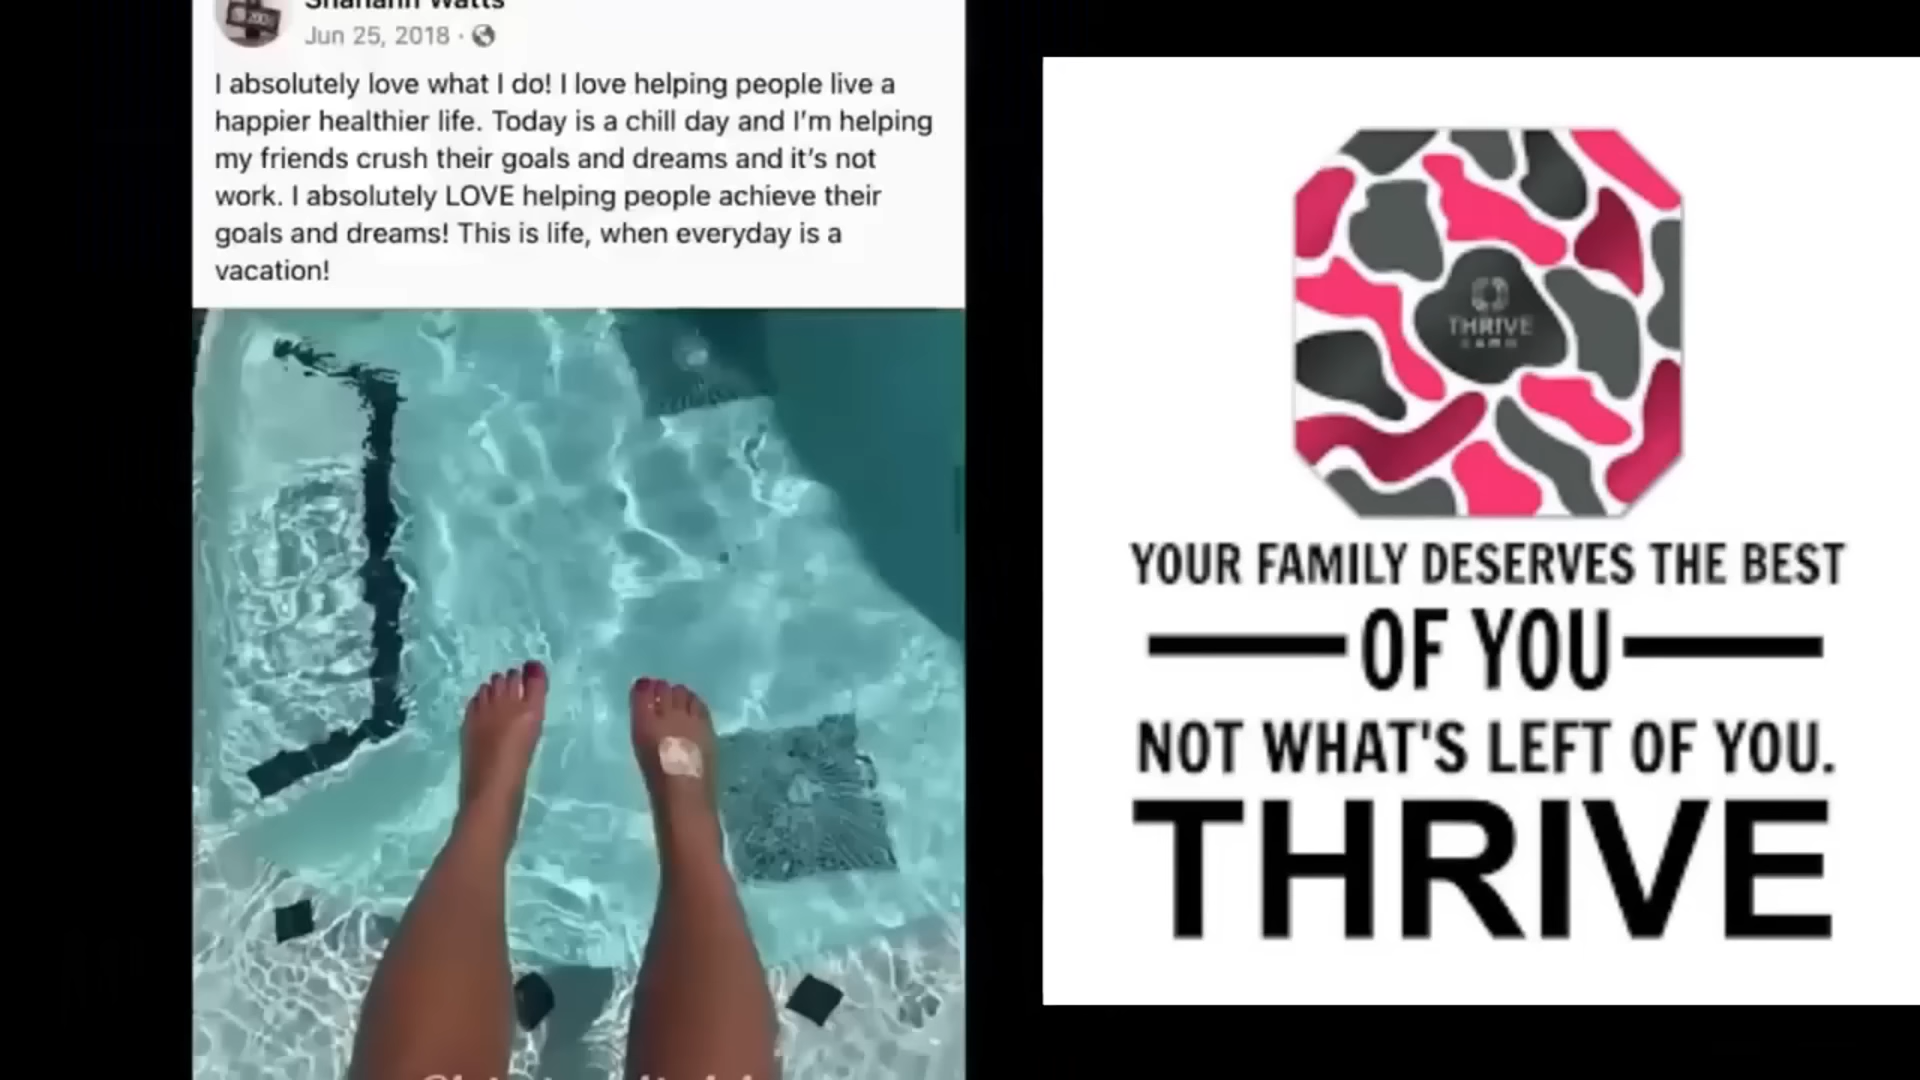 Shanann Watts
Jun 25, 2018 ·
I absolutely love what I do! I love helping people live a
happier healthier life. Today is a chill day and I'm helping
my friends crush their goals and dreams and it's not
work. I absolutely LOVE helping people achieve their
goals and dreams! This is life, when everyday is a
vacation!
THRIVE
YOUR FAMILY DESERVES THE BEST
OF YOU
NOT WHAT'S LEFT OF YOU.
THRIVE